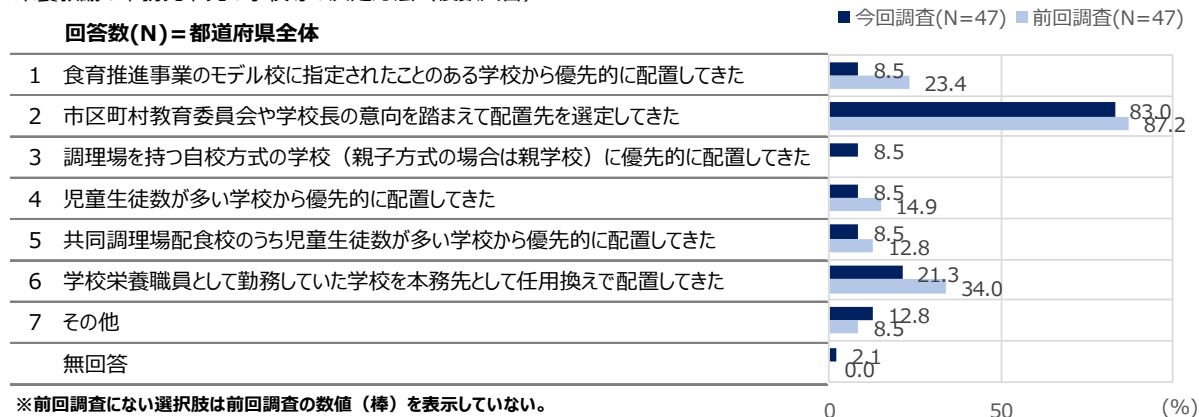 ■今回調査(N=47) ■前回調査(N=47)
回答数(N)＝都道府県全体
1 食育推進事業のモデル校に指定されたことのある学校から優先的に配置してきた
8.5
23.4
2 市区町村教育委員会や学校長の意向を踏まえて配置先を選定してきた
83.0
87.2
3 調理場を持つ自校方式の学校（親子方式の場合は親学校）に優先的に配置してきた
8.5
4 児童生徒数が多い学校から優先的に配置してきた
8.5
14.9
5 共同調理場配食校のうち児童生徒数が多い学校から優先的に配置してきた
8.5
12.8
6 学校栄養職員として勤務していた学校を本務先として任用換えで配置してきた
21.3
34.0
7 その他
12.8
8.5
無回答
2.1
0.0
※前回調査にない選択肢は前回調査の数値（棒）を表示していない。
0 50 (%)